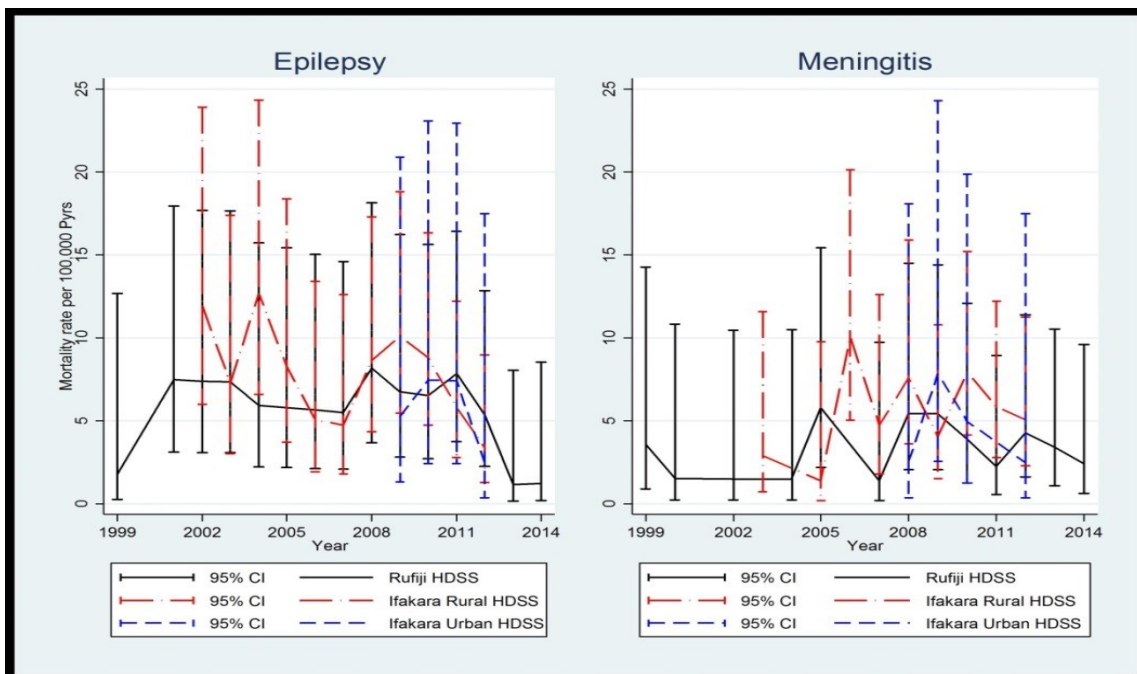 Epilepsy
Mortality rate per 100,000 Pyrs
25
20
15
10
5
0
1999 2002 2005 2008 2011 2014
Year
95% CI Rufiji HDSS
95% CI Ifakara Rural HDSS
95% CI Ifakara Urban HDSS
Meningitis
25
20
15
10
5
0
1999 2002 2005 2008 2011 2014
Year
95% CI Rufiji HDSS
95% CI Ifakara Rural HDSS
95% CI Ifakara Urban HDSS